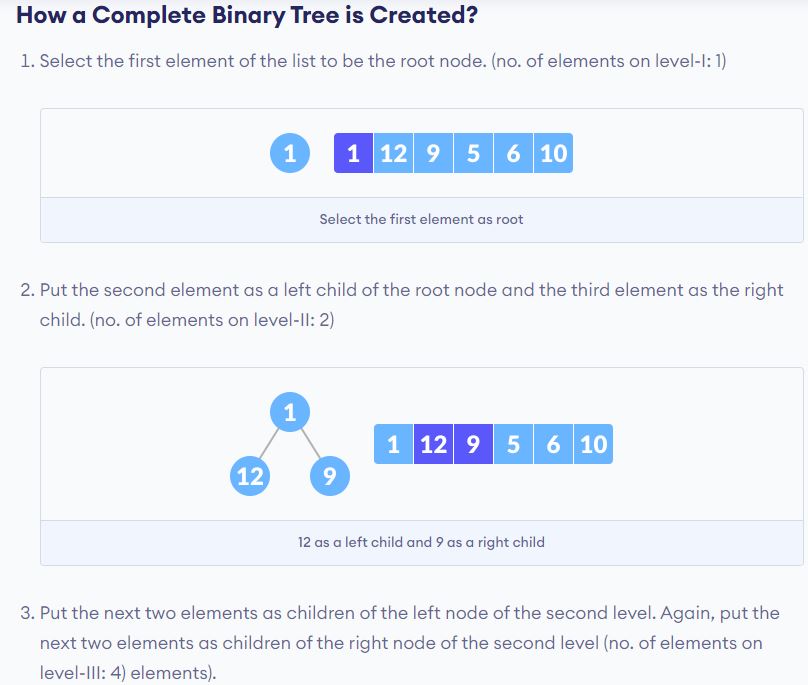 How a Complete Binary Tree is Created?
1. Select the first element of the list to be the root node. (no. of elements on level-I: 1)
1 1 12 9 5 6 10
Select the first element as root
2. Put the second element as a left child of the root node and the third element as the right
child. (no. of elements on level-II: 2)
1
1 12 9 5 6 10
12 9
12 as a left child and 9 as a right child
3. Put the next two elements as children of the left node of the second level. Again, put the
next two elements as children of the right node of the second level (no. of elements on
level-III: 4) elements).